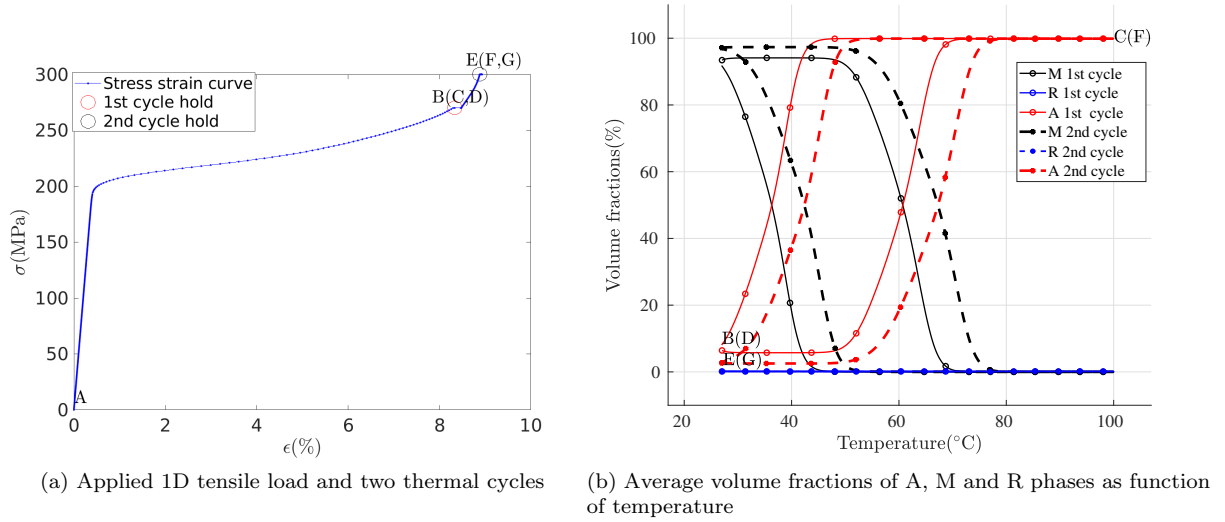 E(F,G)
B(C,D)
A
Stress strain curve
1st cycle hold
2nd cycle hold
300
250
200
150
100
50
0
σ(MPa)
0 2 4 6 8 10
ϵ(%)
(a) Applied 1D tensile load and two thermal cycles
C(F)
B(D)
E(G)
M 1st cycle
R 1st cycle
A 1st cycle
M 2nd cycle
R 2nd cycle
A 2nd cycle
100
80
60
40
20
0
Volume fractions(%)
20 40 60 80 100
Temperature(°C)
(b) Average volume fractions of A, M and R phases as function
of temperature